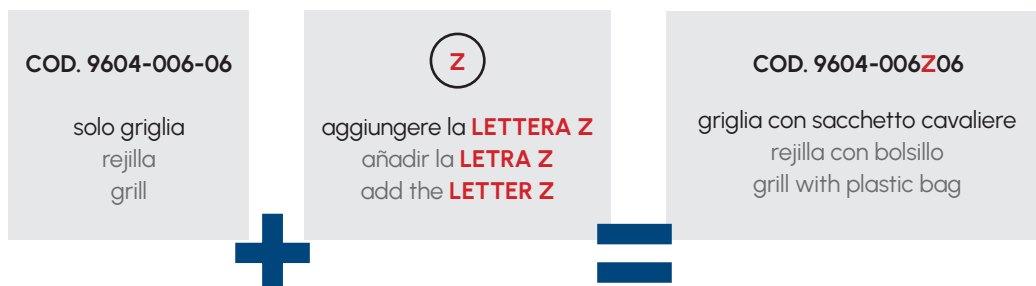 COD. 9604-006-06
solo griglia
rejilla
grill
Z
aggiungere la LETTERA Z
añadir la LETRA Z
add the LETTER Z
COD. 9604-006Z06
griglia con sacchetto cavaliere
rejilla con bolsillo
grill with plastic bag